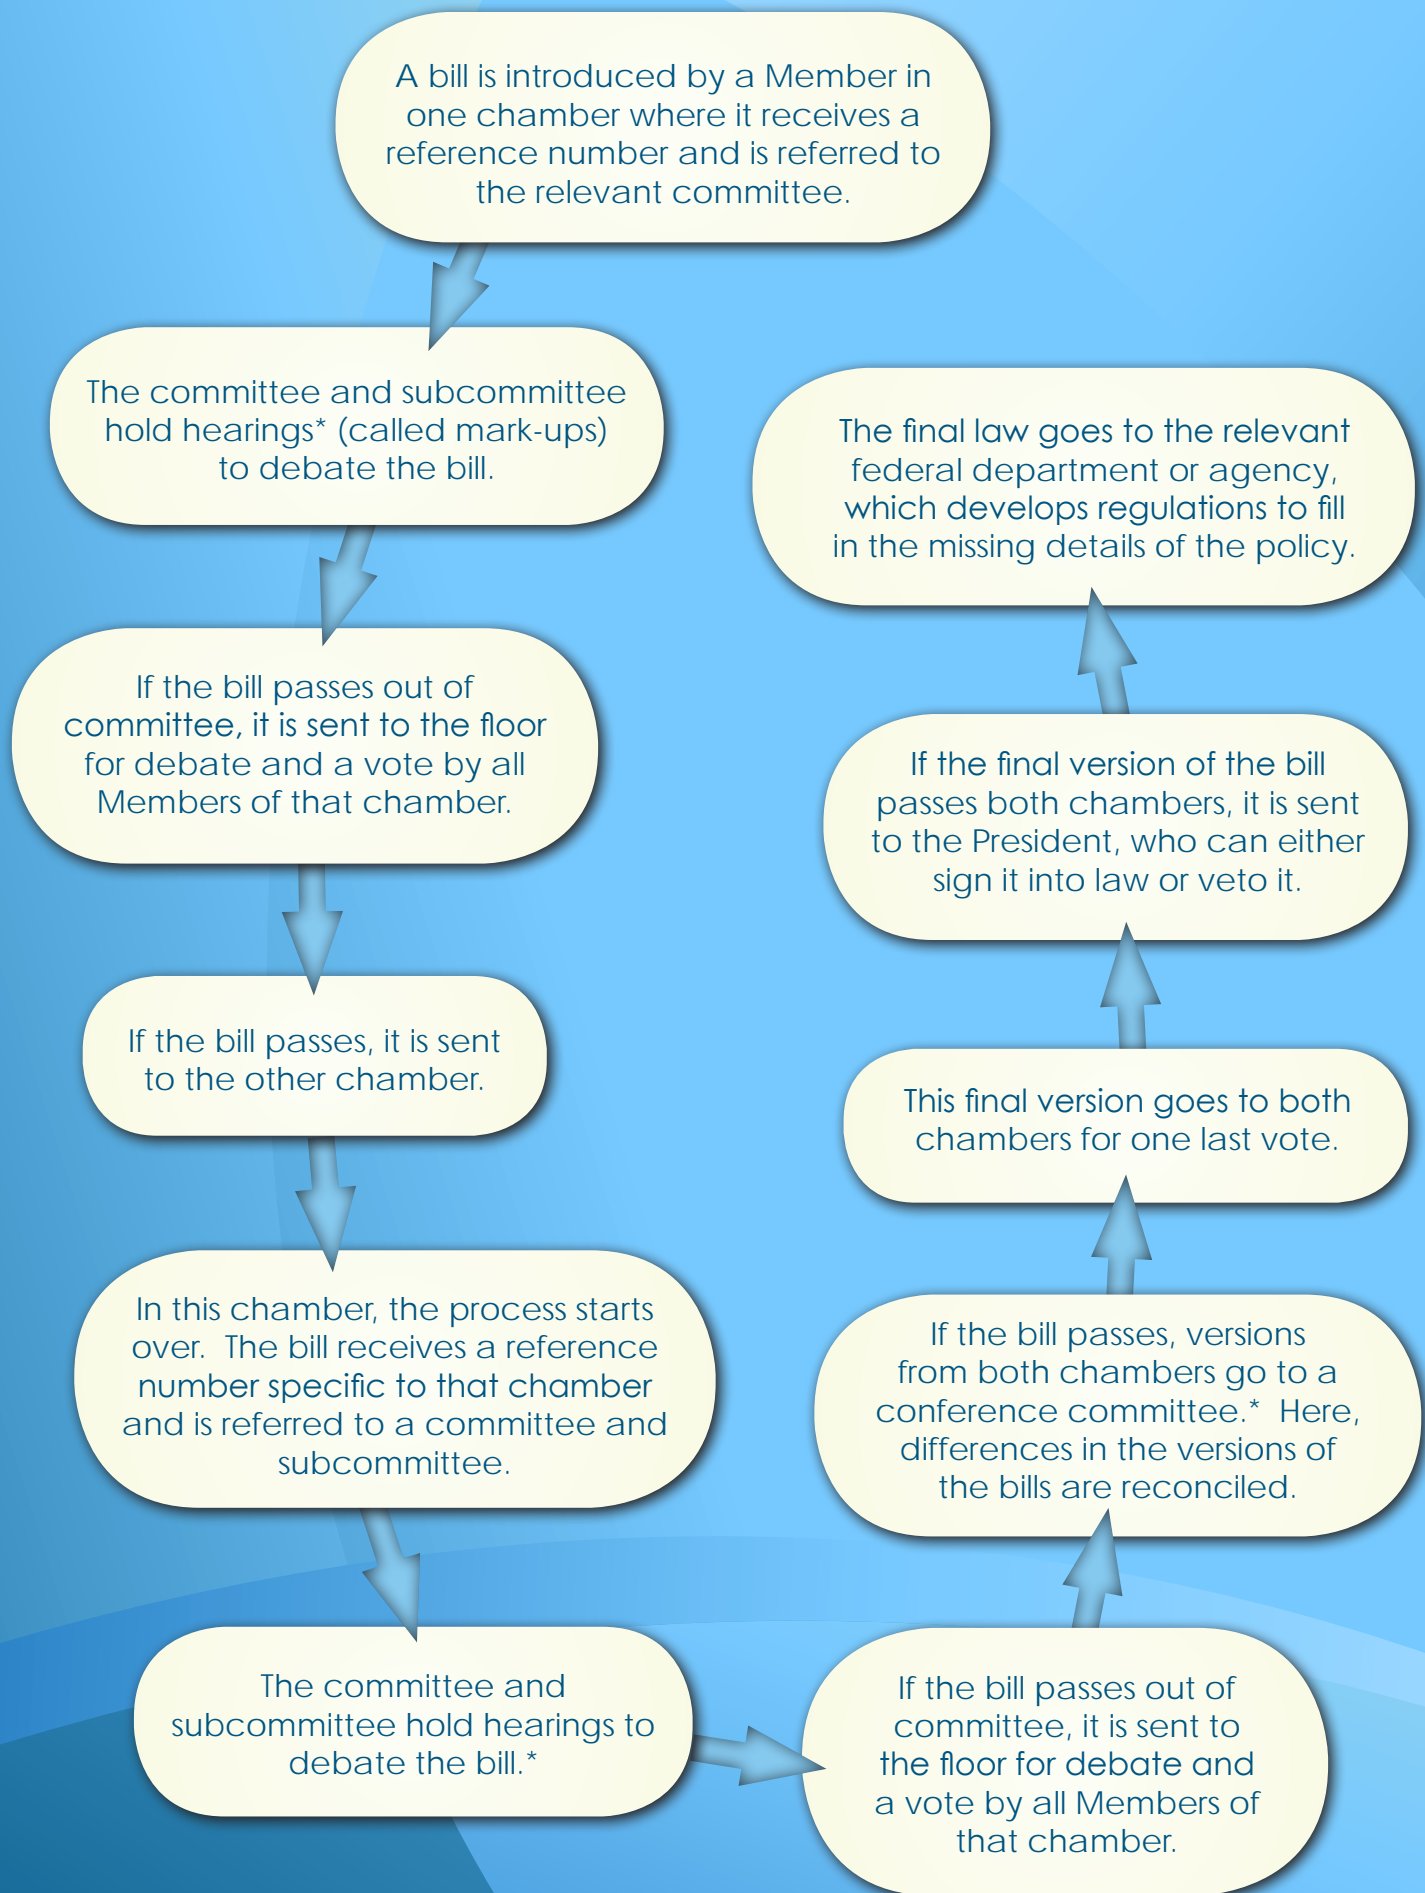 A bill is introduced by a Member in
one chamber where it receives a
reference number and is referred to
the relevant committee.
The committee and subcommittee
hold hearings* (called mark-ups)
to debate the bill.
If the bill passes out of
committee, it is sent to the floor
for debate and a vote by all
Members of that chamber.
If the bill passes, it is sent
to the other chamber.
In this chamber, the process starts
over.  The bill receives a reference
number specific to that chamber
and is referred to a committee and
subcommittee.
The committee and
subcommittee hold hearings to
debate the bill.*
If the bill passes out of
committee, it is sent to
the floor for debate and
a vote by all Members of
that chamber.
If the bill passes, versions
from both chambers go to a
conference committee.*  Here,
differences in the versions of
the bills are reconciled.
This final version goes to both
chambers for one last vote.
If the final version of the bill
passes both chambers, it is sent
to the President, who can either
sign it into law or veto it.
The final law goes to the relevant
federal department or agency,
which develops regulations to fill
in the missing details of the policy.